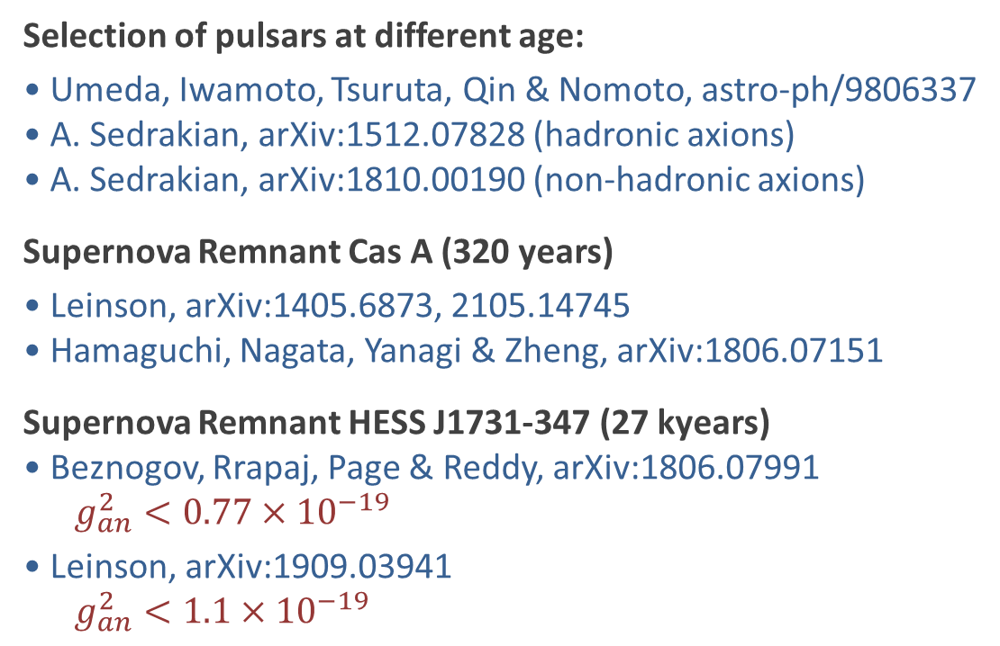 Selection of pulsars at different age:
• Umeda, Iwamoto, Tsuruta, Qin & Nomoto, astro-ph/9806337
• A. Sedrakian, arXiv:1512.07828 (hadronic axions)
• A. Sedrakian, arXiv:1810.00190 (non-hadronic axions)
Supernova Remnant Cas A (320 years)
• Leinson, arXiv:1405.6873, 2105.14745
• Hamaguchi, Nagata, Yanagi & Zheng, arXiv:1806.07151
Supernova Remnant HESS J1731-347 (27 kyears)
• Beznogov, Rrapaj, Page & Reddy, arXiv:1806.07991
$g_{an}^2 < 0.77 \times 10^{-19}$
• Leinson, arXiv:1909.03941
$g_{an}^2 < 1.1 \times 10^{-19}$